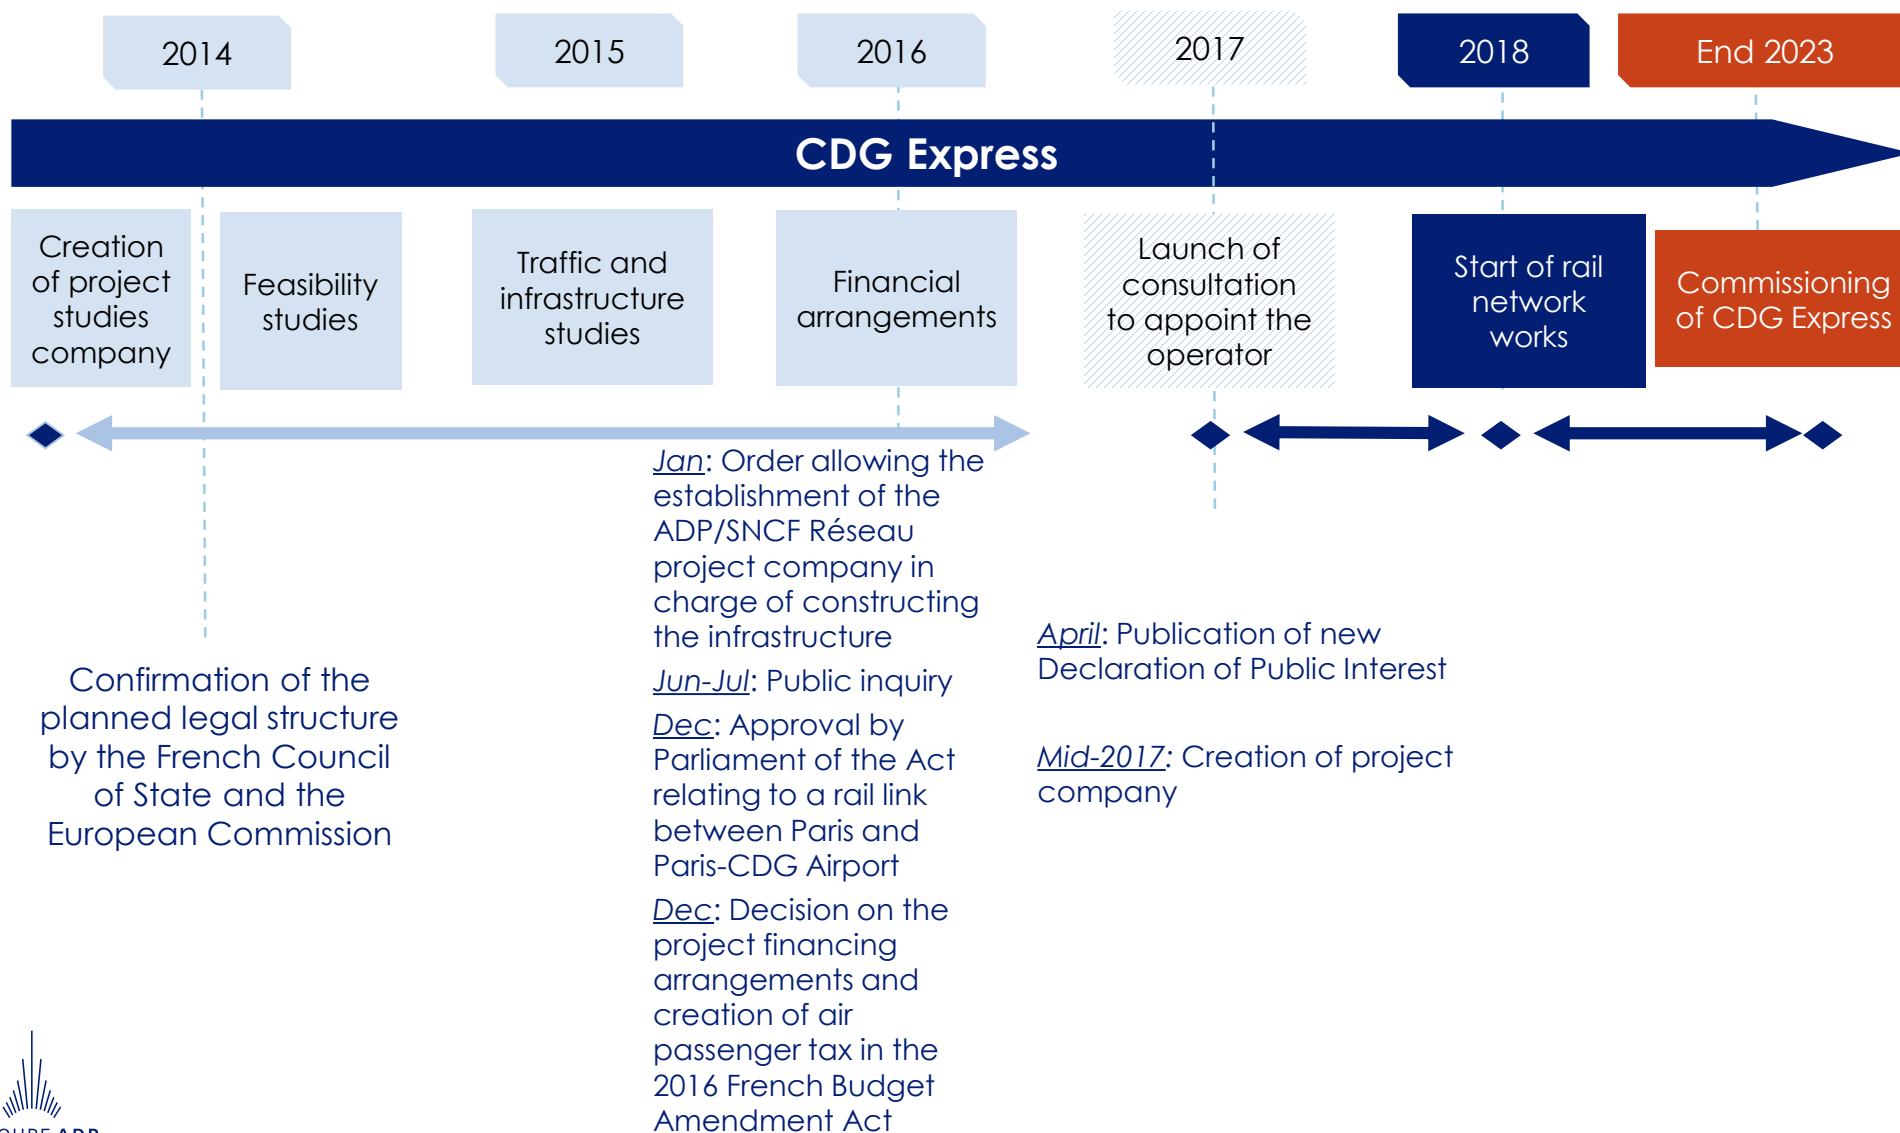 2014
2015
2016
2017
2018
End 2023
CDG Express
Creation
of project
studies
company
Feasibility
studies
Traffic and
infrastructure
studies
Financial
arrangements
Launch of
consultation
to appoint the
operator
Start of rail
network
works
Commissioning
of CDG Express
Confirmation of the
planned legal structure
by the French Council
of State and the
European Commission
Jan: Order allowing the
establishment of the
ADP/SNCF Réseau
project company in
charge of constructing
the infrastructure
Jun-Jul: Public inquiry
Dec: Approval by
Parliament of the Act
relating to a rail link
between Paris and
Paris-CDG Airport
Dec: Decision on the
project financing
arrangements and
creation of air
passenger tax in the
2016 French Budget
Amendment Act
April: Publication of new
Declaration of Public Interest
Mid-2017: Creation of project
company
ADP